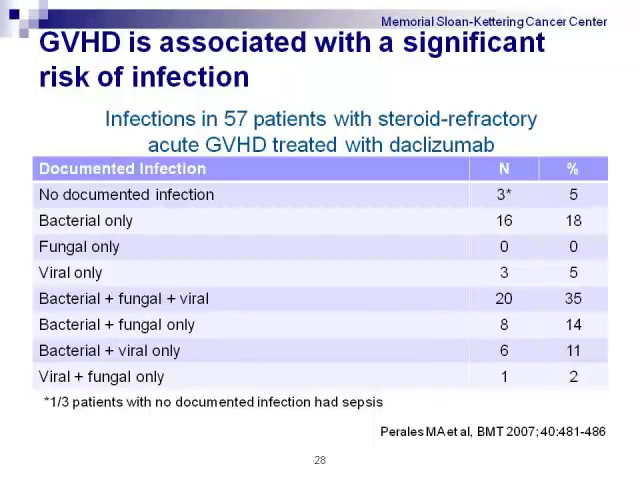 Memorial Sloan-Kettering Cancer Center
GVHD is associated with a significant
risk of infection
Infections in 57 patients with steroid-refractory
acute GVHD treated with daclizumab
Documented Infection N %
No documented infection 3* 5
Bacterial only 16 18
Fungal only 0 0
Viral only 3 5
Bacterial + fungal + viral 20 35
Bacterial + fungal only 8 14
Bacterial + viral only 6 11
Viral + fungal only 1 2
*1/3 patients with no documented infection had sepsis
Perales MA et al, BMT 2007; 40:481-486
28